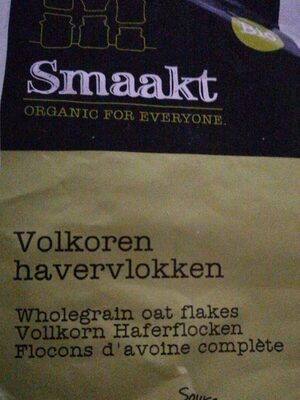 Bio
Smaakt
ORGANIC FOR EVERYONE.
Volkoren
havervlokken
Wholegrain oat flakes
Vollkorn Haferflocken
Flocons d'avoine complète